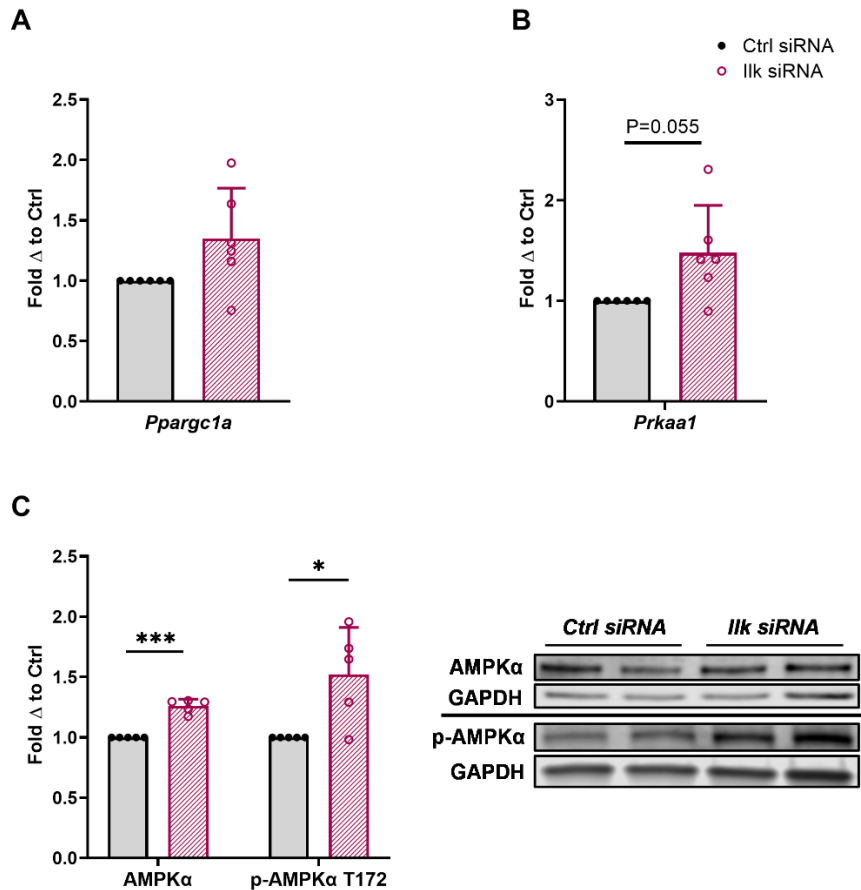 A
B
Ctrl siRNA
Ilk siRNA
Fold Δ to Ctrl
2.5
2.0
1.5
1.0
0.5
0.0
Ppargc1a
Fold Δ to Ctrl
3
2
1
0
P=0.055
Prkaa1
C
Fold Δ to Ctrl
2.5
2.0
1.5
1.0
0.5
0.0
***
*
AMPKα
p-AMPKα T172
Ctrl siRNA
Ilk siRNA
AMPKα
GAPDH
p-AMPKα
GAPDH